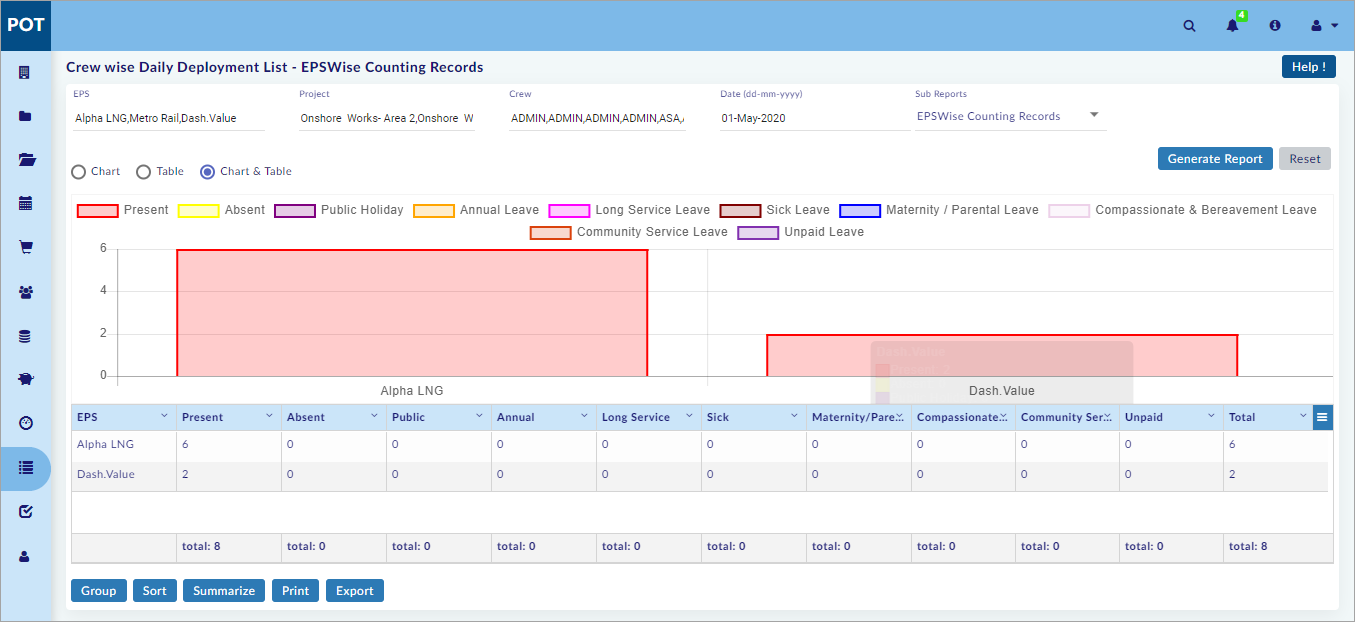 POT
4
Crew wise Daily Deployment List - EPSWise Counting Records
Help !
EPS Project Crew Date (dd-mm-yyyy) Sub Reports
Alpha LNG,Metro Rail,Dash.Value Onshore Works- Area 2,Onshore W ADMIN,ADMIN,ADMIN,ADMIN,ASA, 01-May-2020 EPSWise Counting Records
Generate Report Reset
Chart Table Chart & Table
Present Absent Public Holiday Annual Leave Long Service Leave Sick Leave Maternity / Parental Leave Compassionate & Bereavement Leave
Community Service Leave Unpaid Leave
6
4
2
0
Dash.Value
Alpha LNG Dash.Value
EPS Present Absent Public Annual Long Service Sick Maternity/Pare... Compassionate... Community Ser... Unpaid Total
Alpha LNG 6 0 0 0 0 0 0 0 0 0 6
Dash.Value 2 0 0 0 0 0 0 0 0 0 2
total: 8 total: 0 total: 0 total: 0 total: 0 total: 0 total: 0 total: 0 total: 0 total: 0 total: 8
Group Sort Summarize Print Export